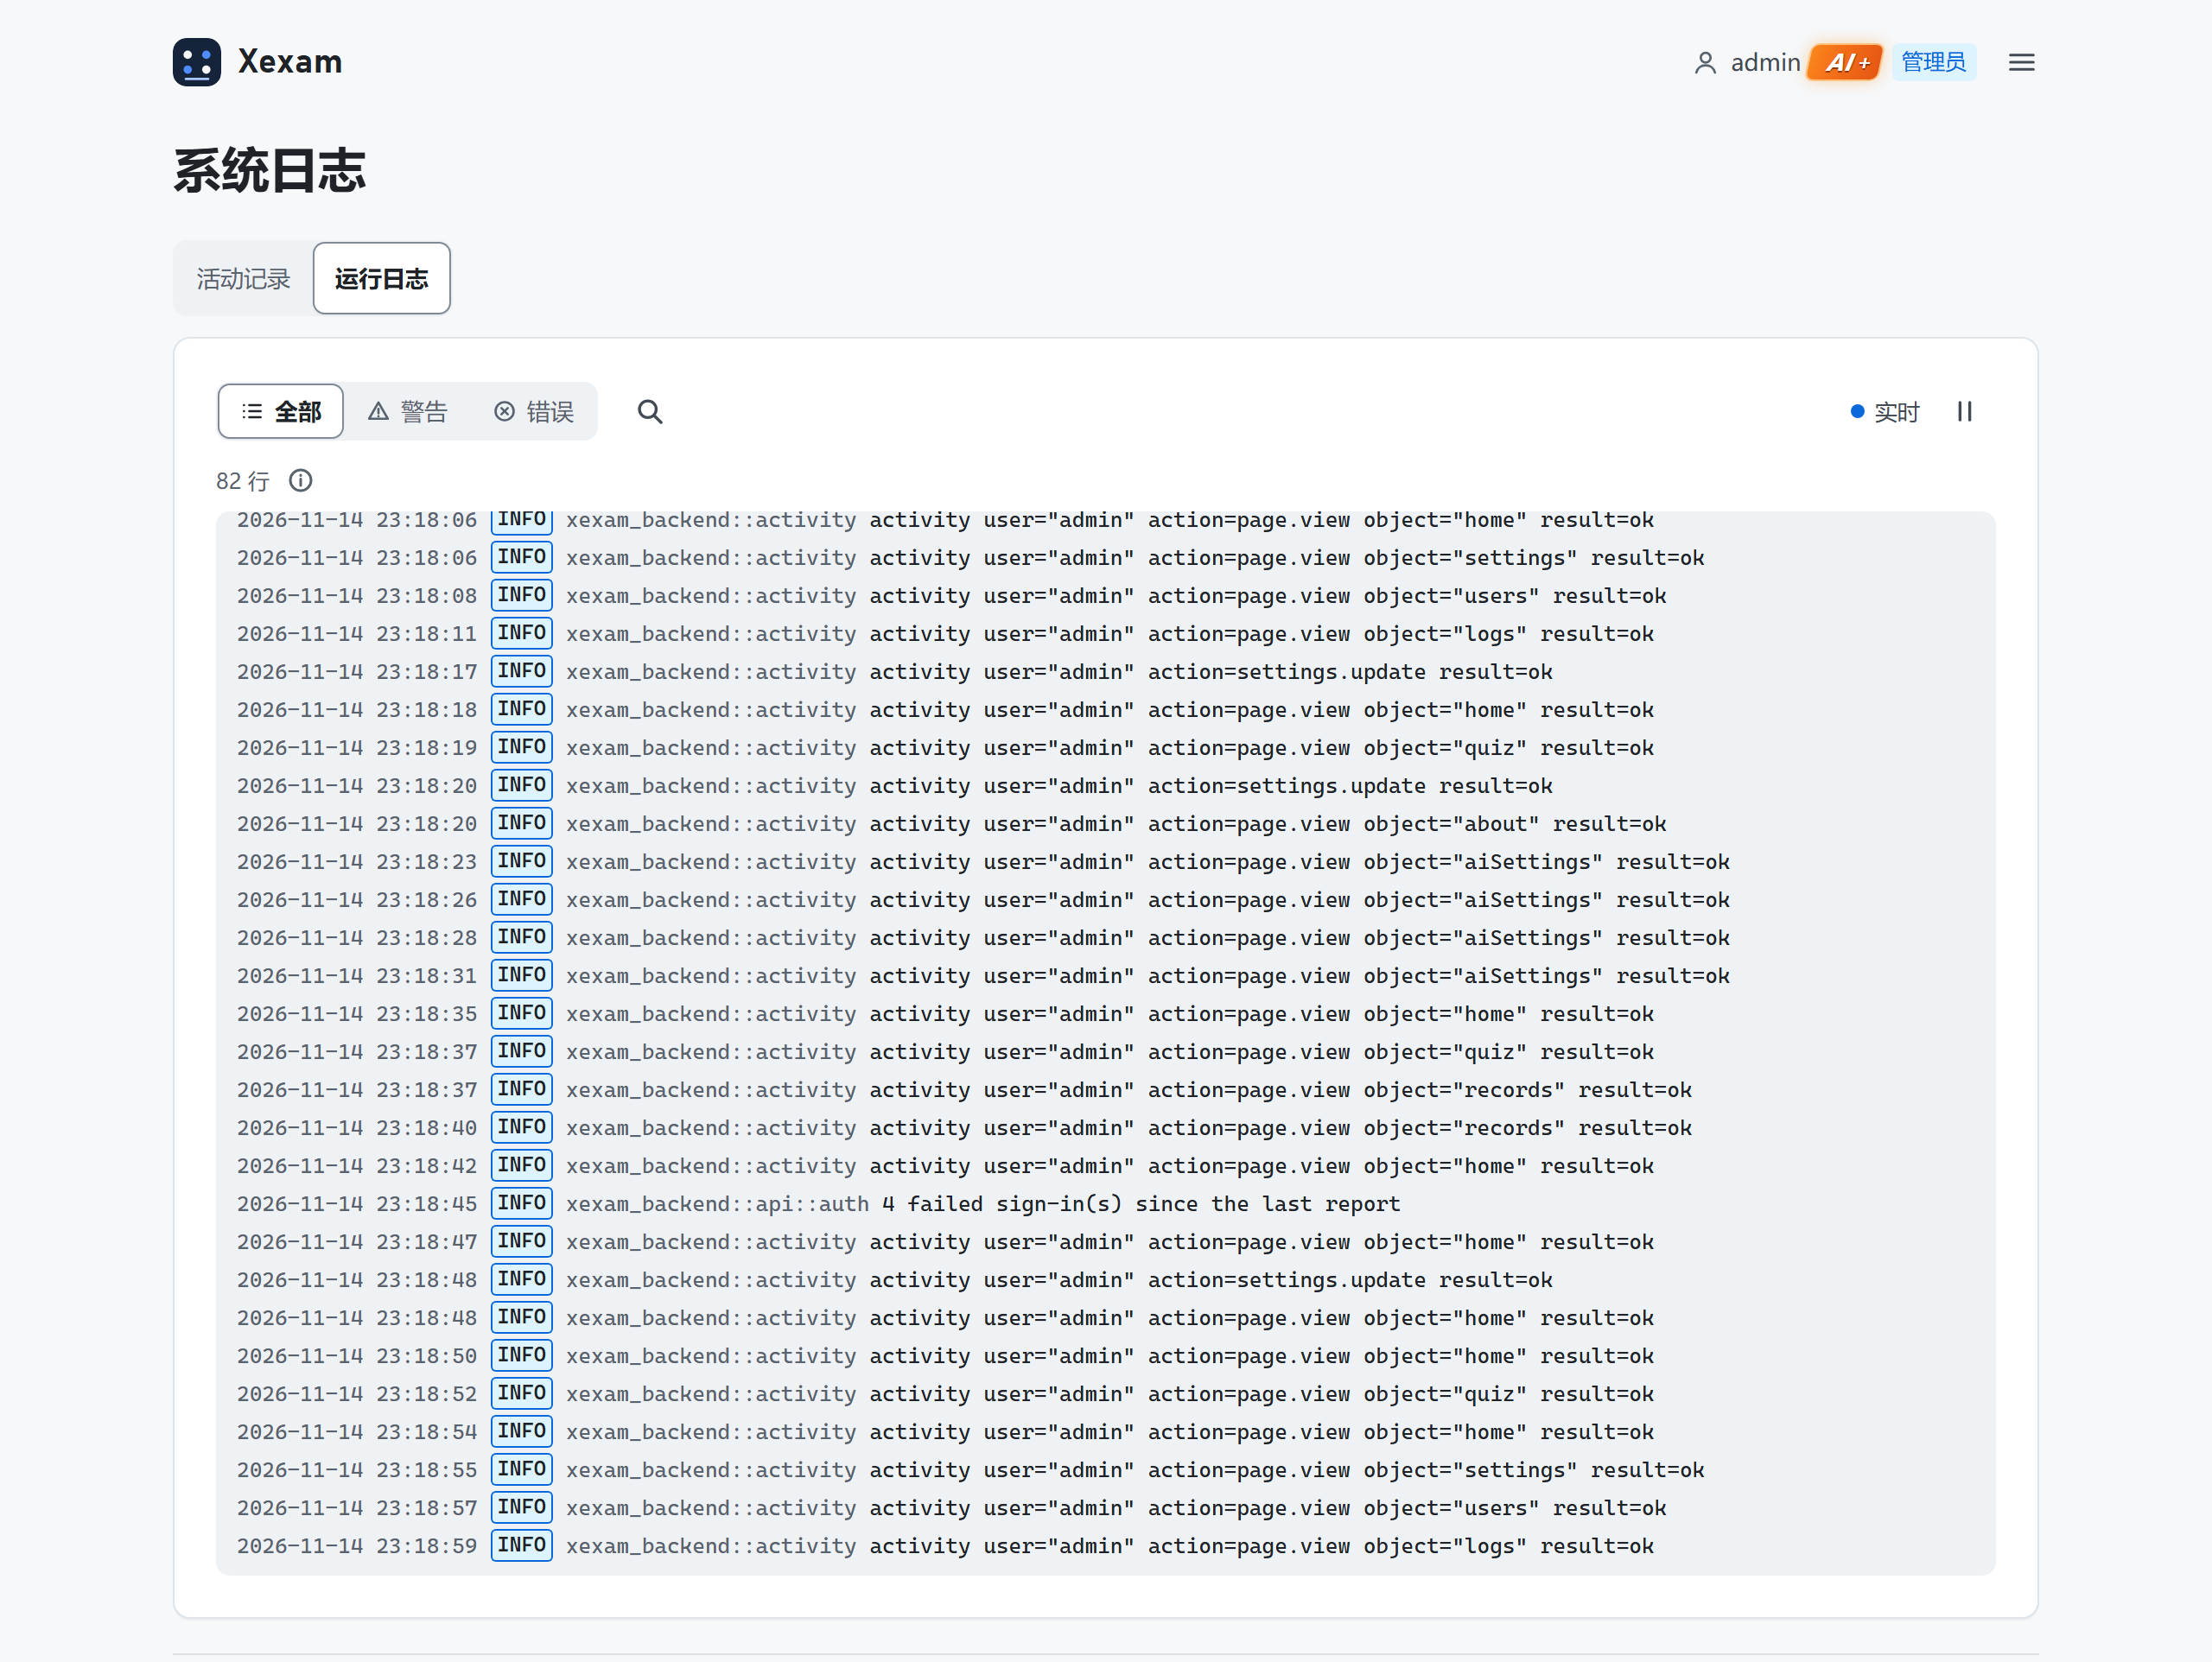 Xexam
admin AI+ 管理员
系统日志
活动记录 运行日志
全部 警告 错误 实时
82 行
2026-11-14 23:18:06 INFO xexam_backend::activity activity user="admin" action=page.view object="home" result=ok
2026-11-14 23:18:06 INFO xexam_backend::activity activity user="admin" action=page.view object="settings" result=ok
2026-11-14 23:18:08 INFO xexam_backend::activity activity user="admin" action=page.view object="users" result=ok
2026-11-14 23:18:11 INFO xexam_backend::activity activity user="admin" action=page.view object="logs" result=ok
2026-11-14 23:18:17 INFO xexam_backend::activity activity user="admin" action=settings.update result=ok
2026-11-14 23:18:18 INFO xexam_backend::activity activity user="admin" action=page.view object="home" result=ok
2026-11-14 23:18:19 INFO xexam_backend::activity activity user="admin" action=page.view object="quiz" result=ok
2026-11-14 23:18:20 INFO xexam_backend::activity activity user="admin" action=settings.update result=ok
2026-11-14 23:18:20 INFO xexam_backend::activity activity user="admin" action=page.view object="about" result=ok
2026-11-14 23:18:23 INFO xexam_backend::activity activity user="admin" action=page.view object="aiSettings" result=ok
2026-11-14 23:18:26 INFO xexam_backend::activity activity user="admin" action=page.view object="aiSettings" result=ok
2026-11-14 23:18:28 INFO xexam_backend::activity activity user="admin" action=page.view object="aiSettings" result=ok
2026-11-14 23:18:31 INFO xexam_backend::activity activity user="admin" action=page.view object="aiSettings" result=ok
2026-11-14 23:18:35 INFO xexam_backend::activity activity user="admin" action=page.view object="home" result=ok
2026-11-14 23:18:37 INFO xexam_backend::activity activity user="admin" action=page.view object="quiz" result=ok
2026-11-14 23:18:37 INFO xexam_backend::activity activity user="admin" action=page.view object="records" result=ok
2026-11-14 23:18:40 INFO xexam_backend::activity activity user="admin" action=page.view object="records" result=ok
2026-11-14 23:18:42 INFO xexam_backend::activity activity user="admin" action=page.view object="home" result=ok
2026-11-14 23:18:45 INFO xexam_backend::api::auth 4 failed sign-in(s) since the last report
2026-11-14 23:18:47 INFO xexam_backend::activity activity user="admin" action=page.view object="home" result=ok
2026-11-14 23:18:48 INFO xexam_backend::activity activity user="admin" action=settings.update result=ok
2026-11-14 23:18:48 INFO xexam_backend::activity activity user="admin" action=page.view object="home" result=ok
2026-11-14 23:18:50 INFO xexam_backend::activity activity user="admin" action=page.view object="home" result=ok
2026-11-14 23:18:52 INFO xexam_backend::activity activity user="admin" action=page.view object="quiz" result=ok
2026-11-14 23:18:54 INFO xexam_backend::activity activity user="admin" action=page.view object="home" result=ok
2026-11-14 23:18:55 INFO xexam_backend::activity activity user="admin" action=page.view object="settings" result=ok
2026-11-14 23:18:57 INFO xexam_backend::activity activity user="admin" action=page.view object="users" result=ok
2026-11-14 23:18:59 INFO xexam_backend::activity activity user="admin" action=page.view object="logs" result=ok